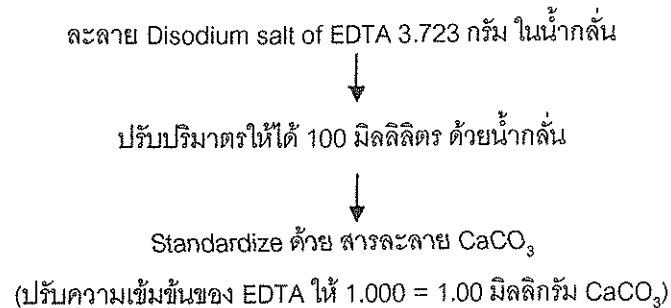 ละลาย Disodium salt of EDTA 3.723 กรัม ในน้ำกลั่น
ปรับปริมาตรให้ได้ 100 มิลลิลิตร ด้วยน้ำกลั่น
Standardize ด้วย สารละลาย CaCO₃
(ปรับความเข้มข้นของ EDTA ให้ 1.000 = 1.00 มิลลิกรัม CaCO₃)